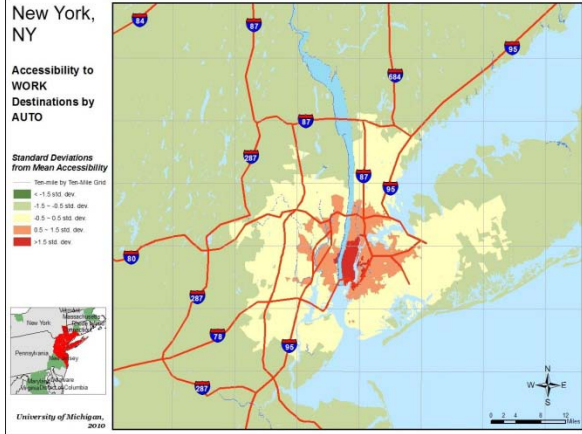 New York,
NY
Accessibility to
WORK
Destinations by
AUTO
Standard Deviations
from Mean Accessibility
Ten-mile by Ten-Mile Grid
< -1.5 std. dev.
-1.5 ~ -0.5 std. dev.
-0.5 ~ 0.5 std. dev.
0.5 ~ 1.5 std. dev.
>1.5 std. dev.
84
87
95
684
87
287
87
95
80
287
78
95
287
New York
Massachusetts
Pennsylvania
New Jersey
University of Michigan,
2010
N
W E
S
0 2 4 8 12
Miles